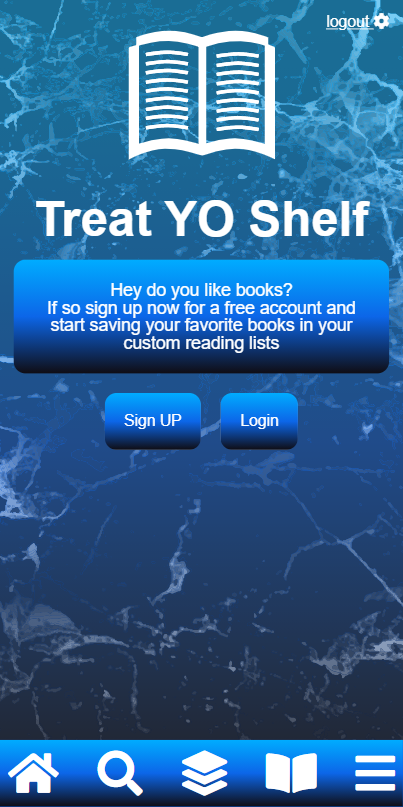 logout
Treat YO Shelf
Hey do you like books?
If so sign up now for a free account and
start saving your favorite books in your
custom reading lists
Sign UP
Login